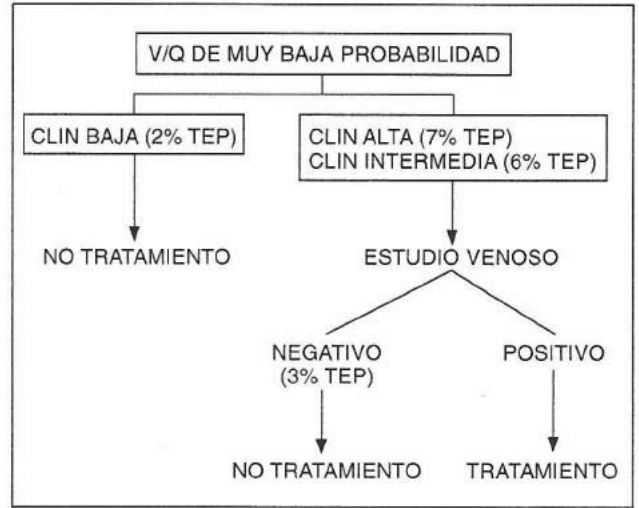 V/Q DE MUY BAJA PROBABILIDAD
CLIN BAJA (2% TEP)
CLIN ALTA (7% TEP)
CLIN INTERMEDIA (6% TEP)
NO TRATAMIENTO
ESTUDIO VENOSO
NEGATIVO
(3% TEP)
POSITIVO
NO TRATAMIENTO
TRATAMIENTO